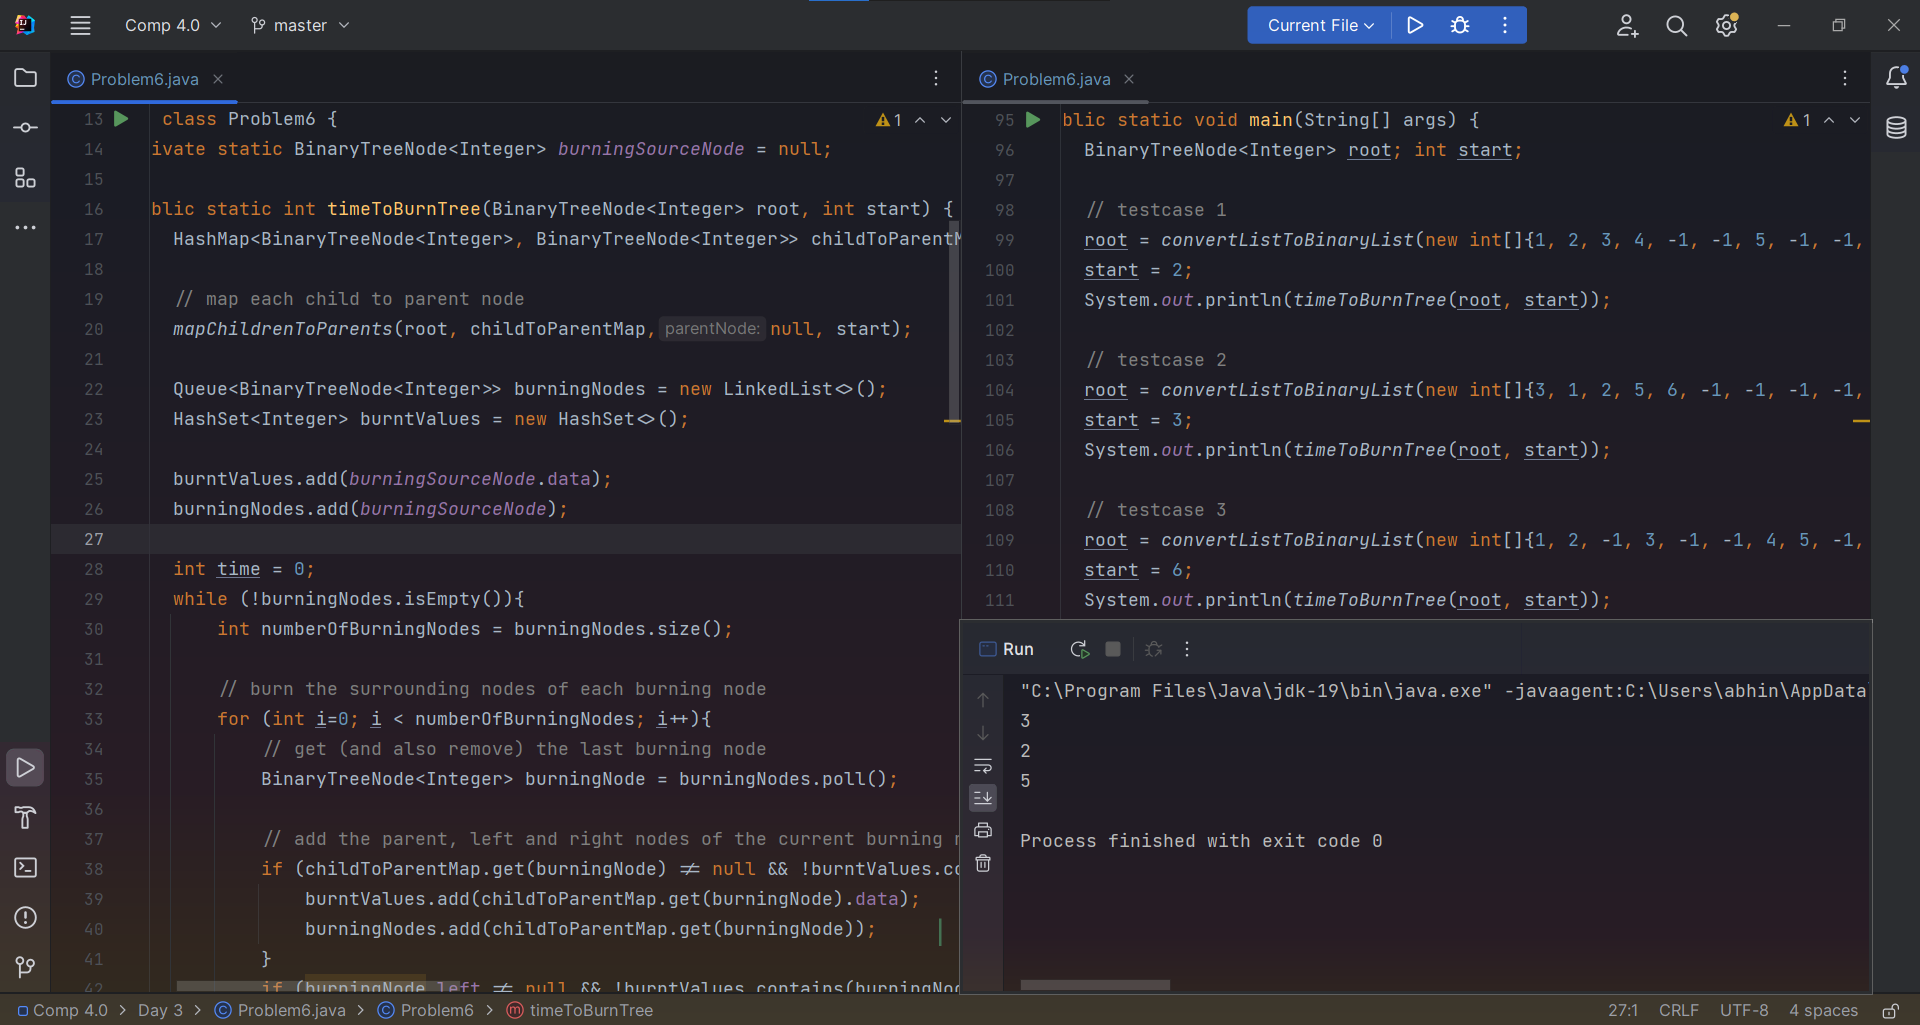 Comp 4.0
master
Current File
Problem6.java
13 class Problem6 {
1
14 ivate static BinaryTreeNode<Integer> burningSourceNode = null;
15
16 blic static int timeToBurnTree(BinaryTreeNode<Integer> root, int start) {
17 HashMap<BinaryTreeNode<Integer>, BinaryTreeNode<Integer>> childToParentM
18
19 // map each child to parent node
20 mapChildrenToParents(root, childToParentMap, parentNode: null, start);
21
22 Queue<BinaryTreeNode<Integer>> burningNodes = new LinkedList<>();
23 HashSet<Integer> burntValues = new HashSet<>();
24
25 burntValues.add(burningSourceNode.data);
26 burningNodes.add(burningSourceNode);
27
28 int time = 0;
29 while (!burningNodes.isEmpty()){
30 int numberOfBurningNodes = burningNodes.size();
31
32 // burn the surrounding nodes of each burning node
33 for (int i=0; i < numberOfBurningNodes; i++){
34 // get (and also remove) the last burning node
35 BinaryTreeNode<Integer> burningNode = burningNodes.poll();
36
37 // add the parent, left and right nodes of the current burning n
38 if (childToParentMap.get(burningNode) != null && !burntValues.co
39 burntValues.add(childToParentMap.get(burningNode).data);
40 burningNodes.add(childToParentMap.get(burningNode));
41 }
42 if (burningNode.left != null && !burntValues.contains(burningNod
Problem6.java
95 blic static void main(String[] args) {
1
96 BinaryTreeNode<Integer> root; int start;
97
98 // testcase 1
99 root = convertListToBinaryList(new int[]{1, 2, 3, 4, -1, -1, 5, -1, -1,
100 start = 2;
101 System.out.println(timeToBurnTree(root, start));
102
103 // testcase 2
104 root = convertListToBinaryList(new int[]{3, 1, 2, 5, 6, -1, -1, -1, -1,
105 start = 3;
106 System.out.println(timeToBurnTree(root, start));
107
108 // testcase 3
109 root = convertListToBinaryList(new int[]{1, 2, -1, 3, -1, -1, 4, 5, -1,
110 start = 6;
111 System.out.println(timeToBurnTree(root, start));
Run
"C:\Program Files\Java\jdk-19\bin\java.exe" -javaagent:C:\Users\abhin\AppData
3
2
5
Process finished with exit code 0
Comp 4.0 > Day 3 > Problem6.java > Problem6 > timeToBurnTree
27:1 CRLF UTF-8 4 spaces